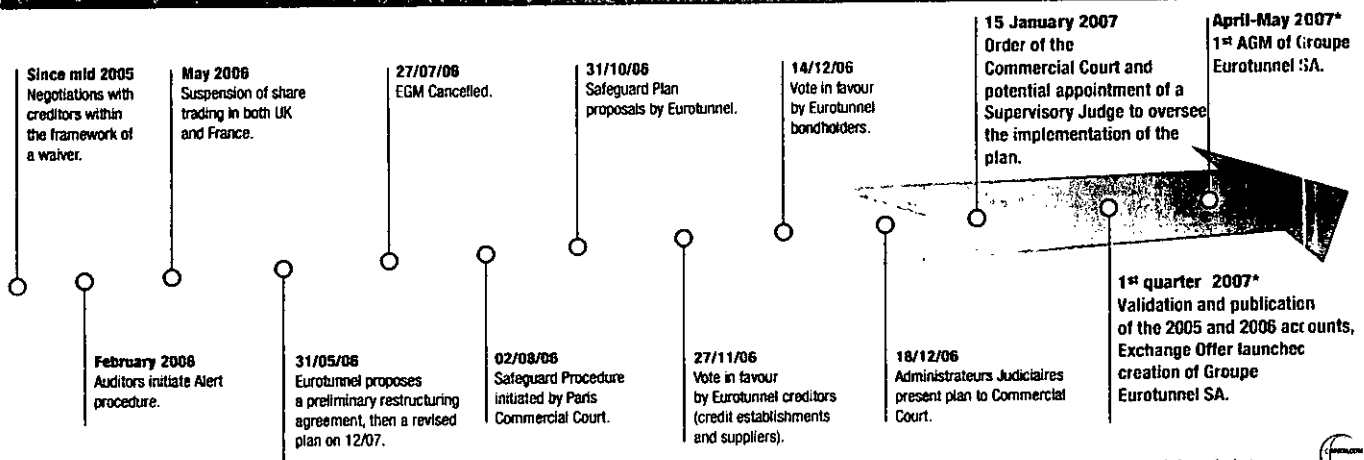 Since mid 2005
Negotiations with
creditors within
the framework of
a waiver.
February 2006
Auditors initiate Alert
procedure.
May 2006
Suspension of share
trading in both UK
and France.
31/05/06
Eurotunnel proposes
a preliminary restructuring
agreement, then a revised
plan on 12/07.
27/07/06
EGM Cancelled.
02/08/06
Safeguard Procedure
initiated by Paris
Commercial Court.
31/10/06
Safeguard Plan
proposals by Eurotunnel.
27/11/06
Vote in favour
by Eurotunnel creditors
(credit establishments
and suppliers).
14/12/06
Vote in favour
by Eurotunnel
bondholders.
18/12/06
Administrateurs Judiciaires
present plan to Commercial
Court.
15 January 2007
Order of the
Commercial Court and
potential appointment of a
Supervisory Judge to oversee
the implementation of the
plan.
1st quarter 2007*
Validation and publication
of the 2005 and 2006 accounts,
Exchange Offer launched
creation of Groupe
Eurotunnel SA.
April-May 2007*
1st AGM of Groupe
Eurotunnel SA.